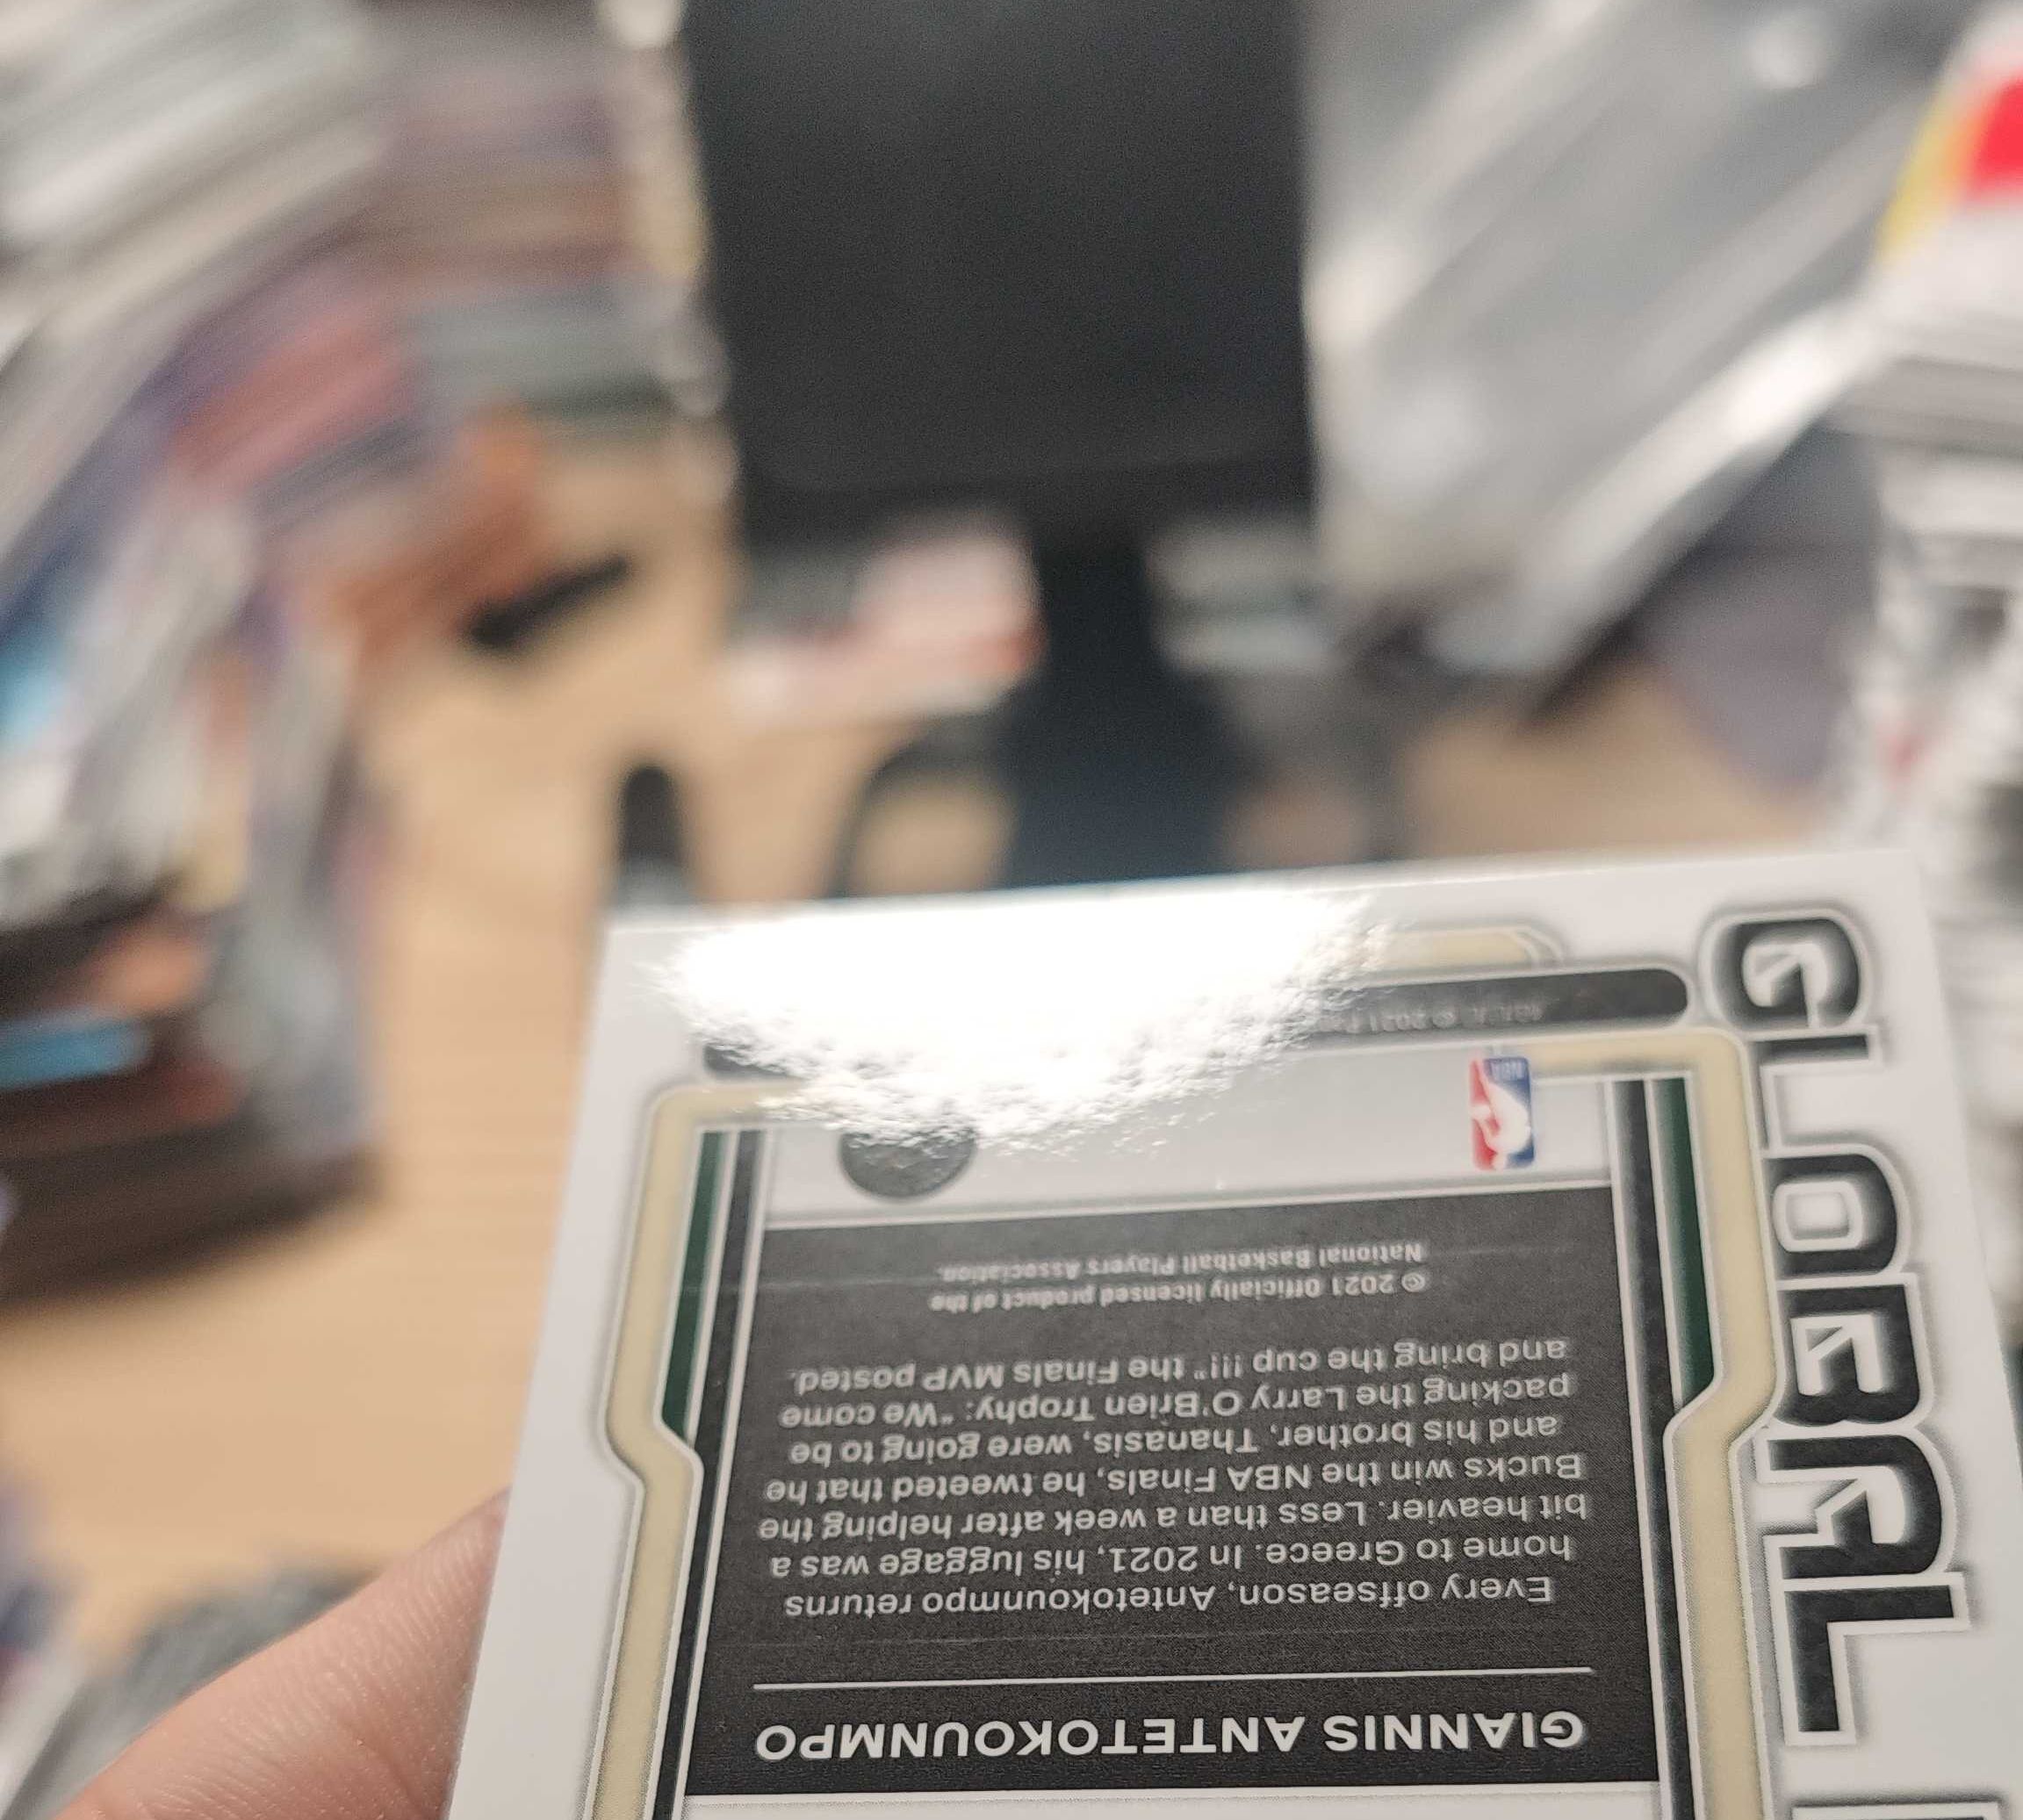 GLOBAL
GIANNIS ANTETOKOUNMPO
Every offseason, Antetokounmpo returns
home to Greece. In 2021, his luggage was a
bit heavier. Less than a week after helping the
Bucks win the NBA Finals, he tweeted that he
and his brother, Thanasis, were going to be
packing the Larry O'Brien Trophy: "We come
and bring the cup !!!" the Finals MVP posted.
© 2021 Officially licensed product of the
National Basketball Players Association.
NBA
© 2021